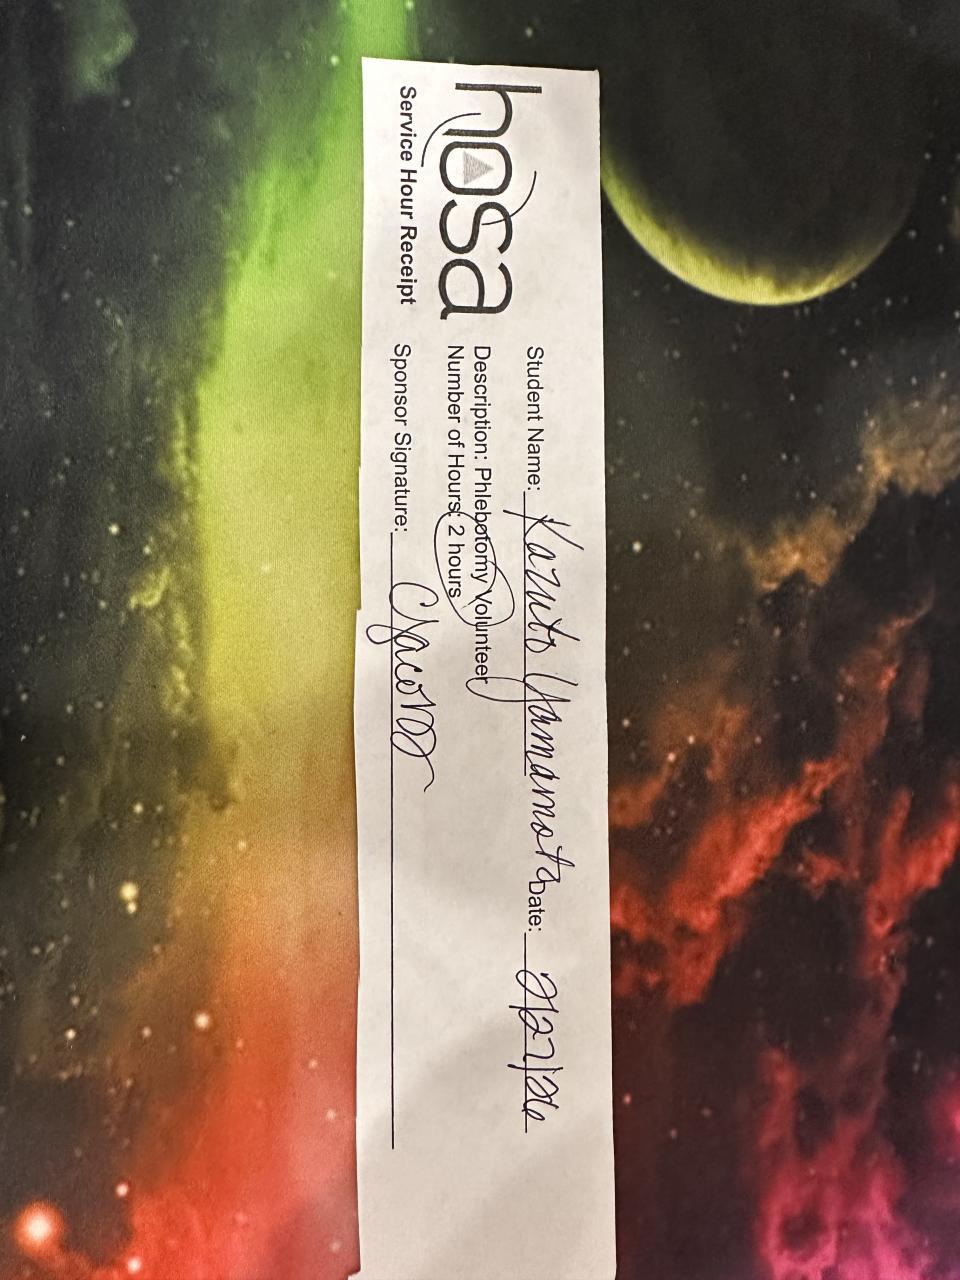 hosa
Service Hour Receipt
Student Name: Kazuto Yamamoto Date: 2/27/26
Description: Phlebotomy Volunteer
Number of Hours: 2 hours
Sponsor Signature: CJacobs